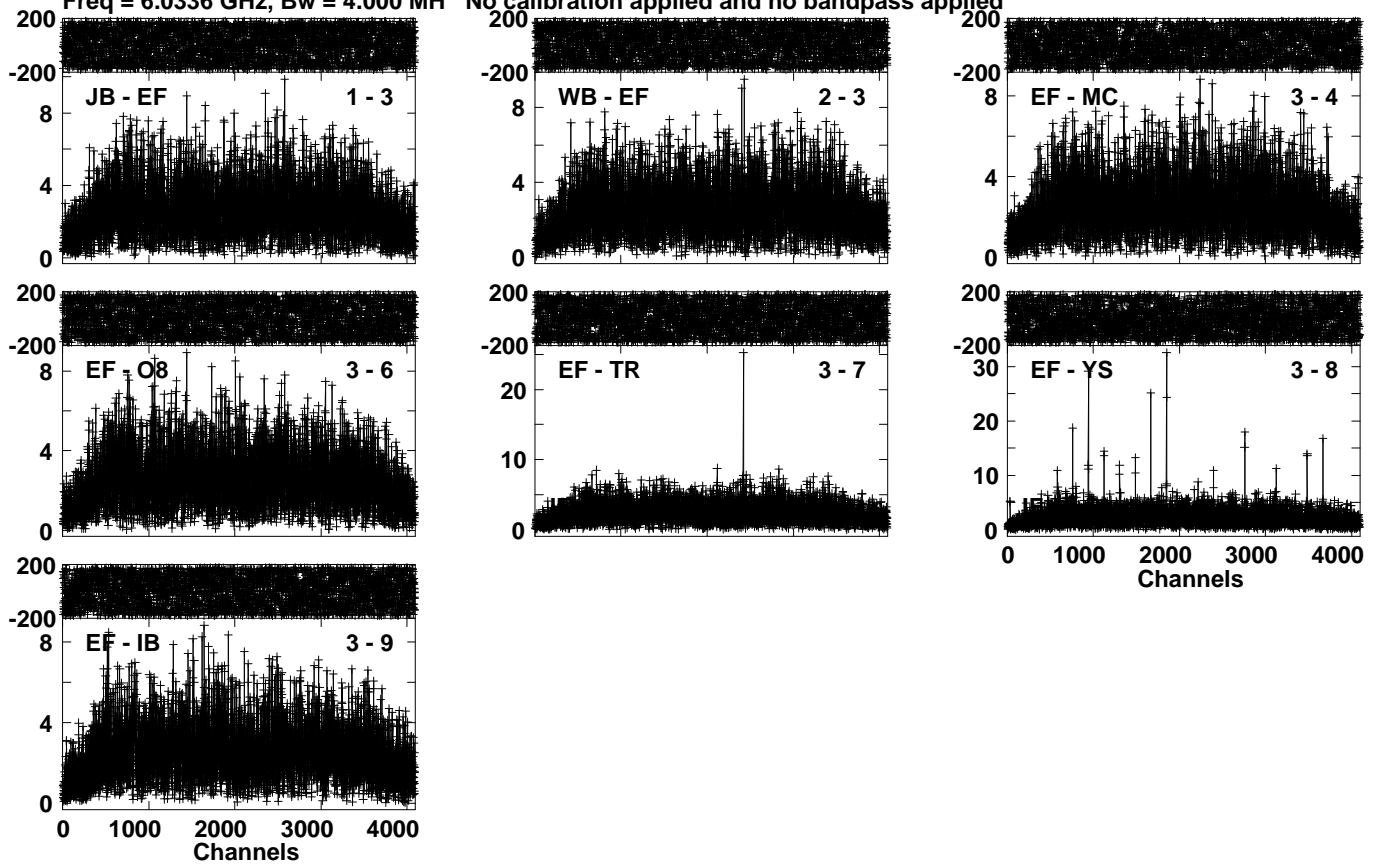 Freq = 6.0336 GHz, Bw = 4.000 MH No calibration applied and no bandpass applied
200 200 200
-200 -200 -200
JB - EF 1 - 3 WB - EF 2 - 3 EF - MC 3 - 4
8 8 8
4 4 4
0 0 0
200 200 200
-200 -200 -200
EF - O8 3 - 6 EF - TR 3 - 7 EF - YS 3 - 8
8 20 30
4 10 20
0 0 10
0
0 1000 2000 3000 4000
Channels
200
-200
EF - IB 3 - 9
8
4
0
0 1000 2000 3000 4000
Channels